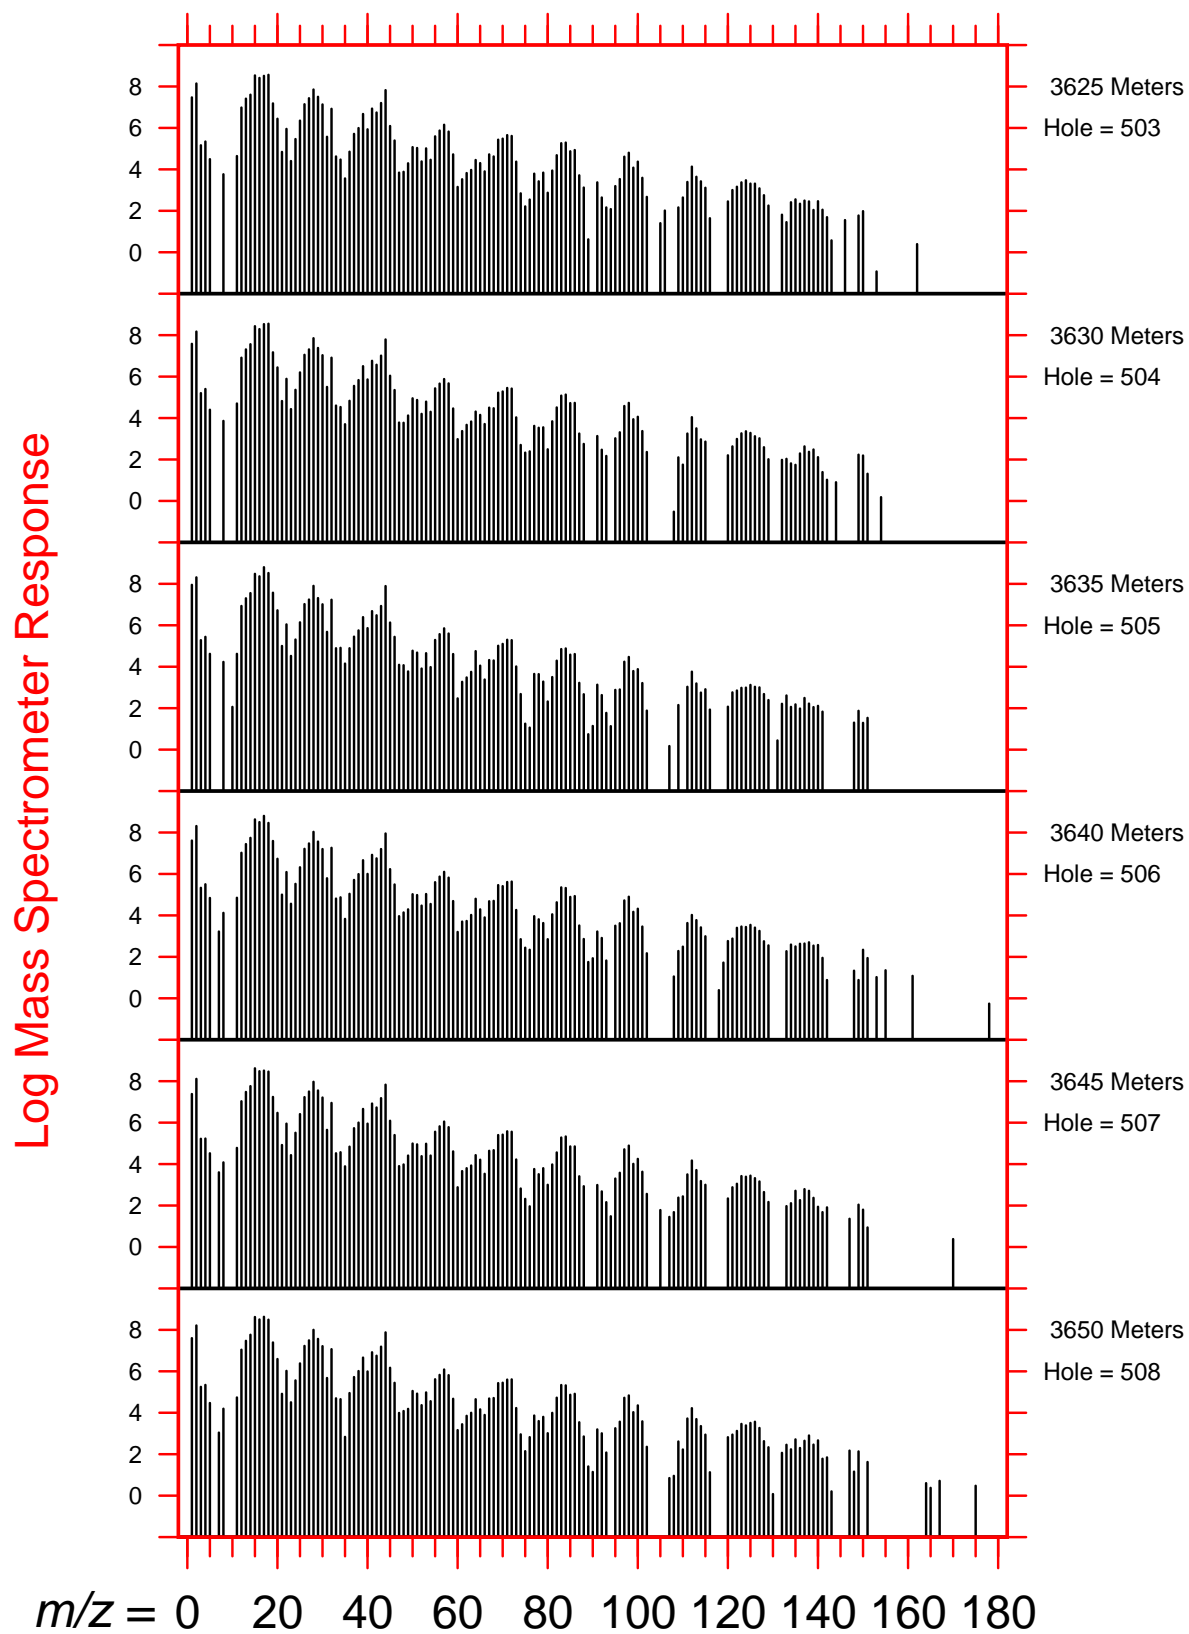 Log Mass Spectrometer Response
8
6
4
2
0
3625 Meters
Hole = 503
8
6
4
2
0
3630 Meters
Hole = 504
8
6
4
2
0
3635 Meters
Hole = 505
8
6
4
2
0
3640 Meters
Hole = 506
8
6
4
2
0
3645 Meters
Hole = 507
8
6
4
2
0
3650 Meters
Hole = 508
m/z = 0 20 40 60 80 100 120 140 160 180